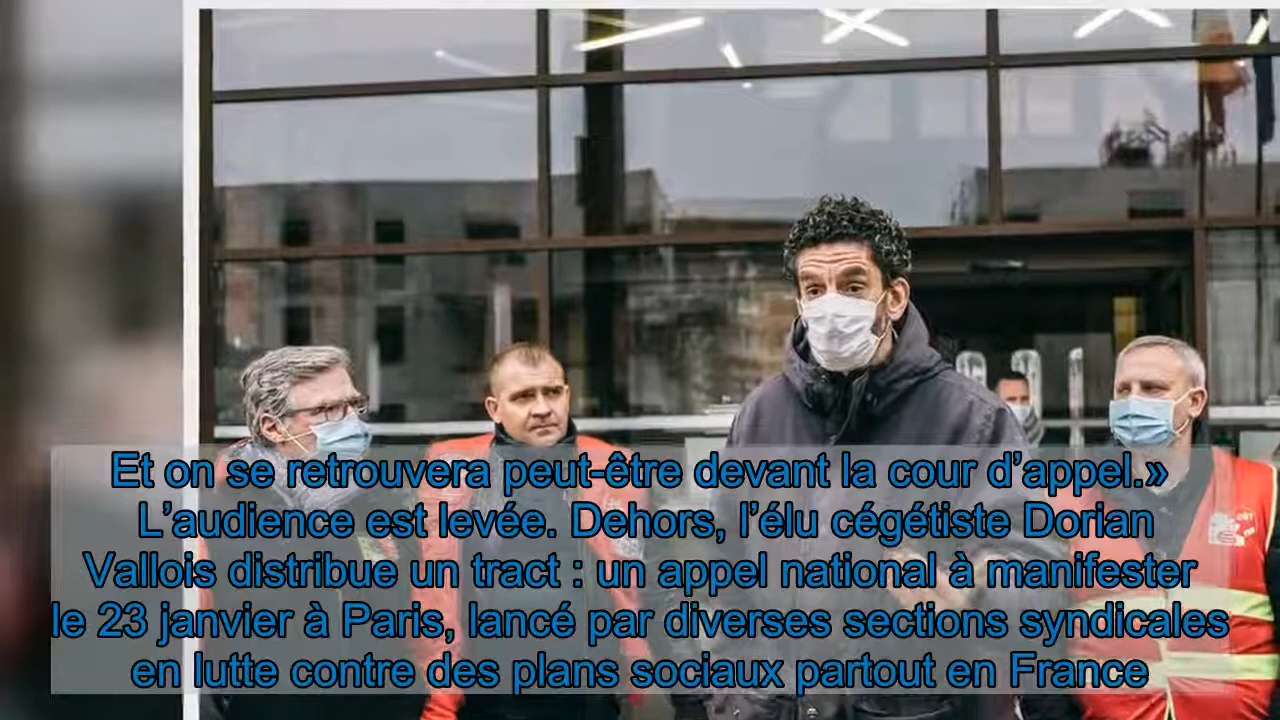 Et on se retrouvera peut-être devant la cour d’appel.»
L’audience est levée. Dehors, l’élu cégétiste Dorian
Vallois distribue un tract : un appel national à manifester
le 23 janvier à Paris, lancé par diverses sections syndicales
en lutte contre des plans sociaux partout en France